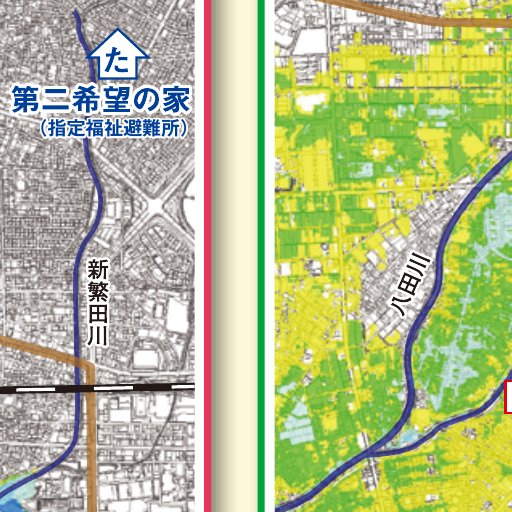 た
第二希望の家
（指定福祉避難所）
新繁田川
八田川